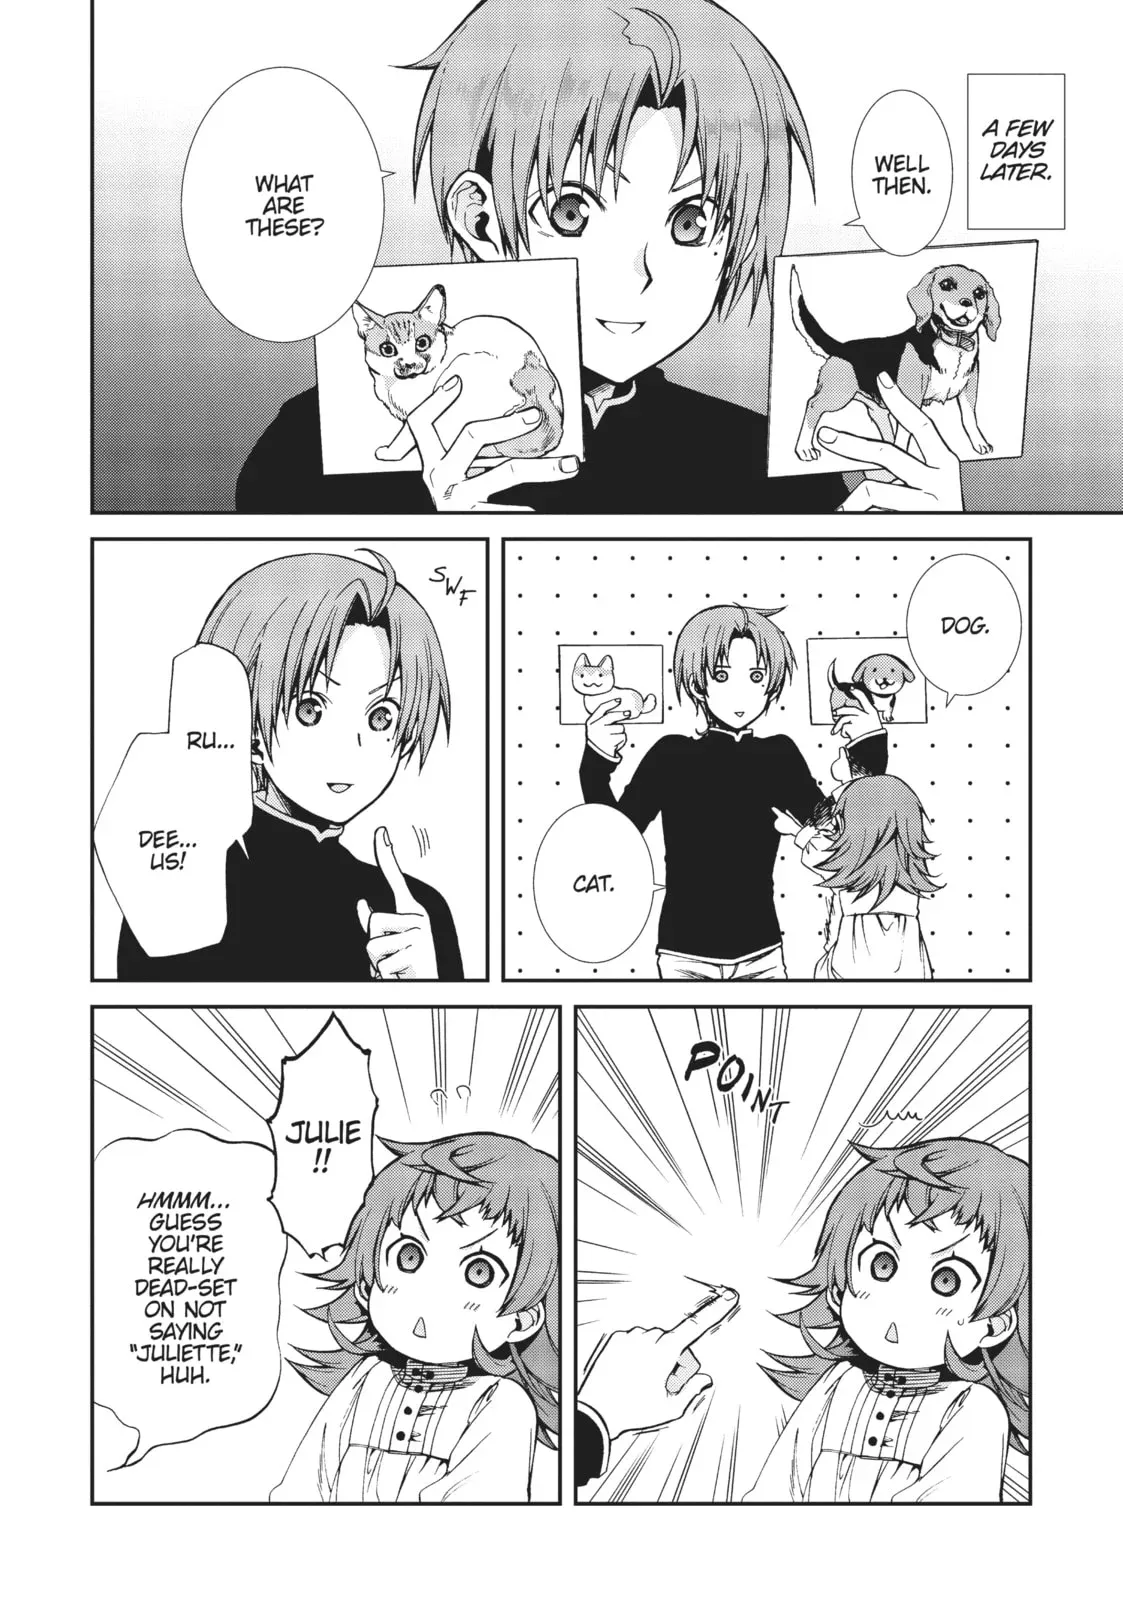 A FEW
DAYS
LATER.
WELL
THEN.
WHAT
ARE
THESE?
DOG.
CAT.
SWF
RU...
DEE...
US!
POINT
JULIE
!!
HMMM...
GUESS
YOU'RE
REALLY
DEAD-SET
ON NOT
SAYING
"JULIETTE,"
HUH.